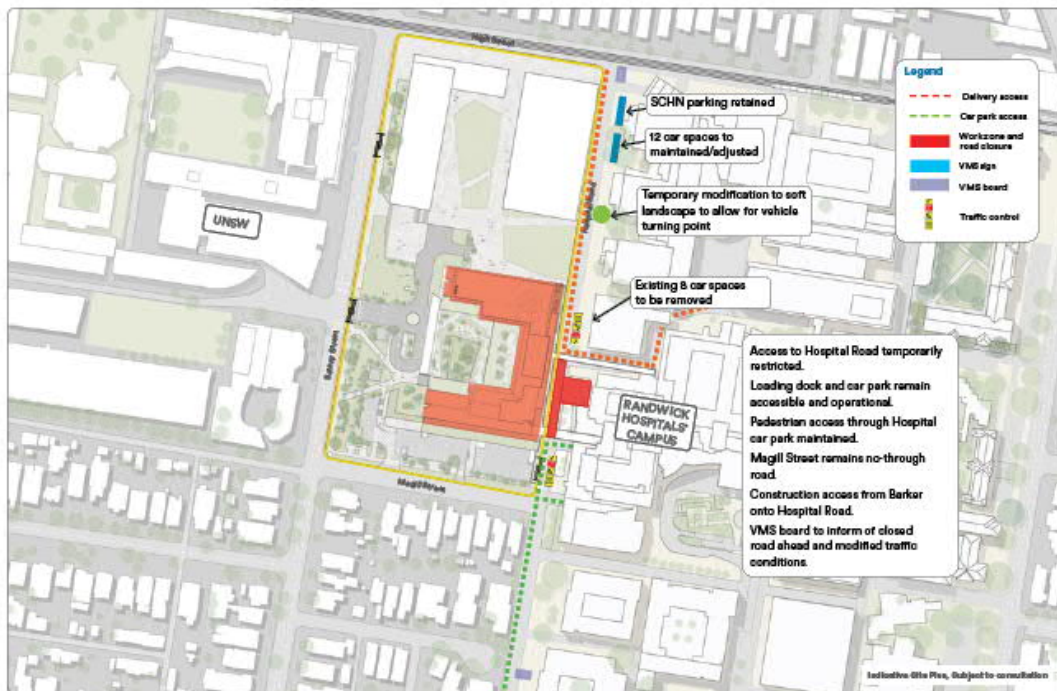 High Street
Legend
Delivery access
Car park access
Workzone and
road closure
VMS sign
VMS board
Traffic control
SCHN parking retained
12 car spaces to
maintained/adjusted
Temporary modification to soft
landscape to allow for vehicle
turning point
Existing 8 car spaces
to be removed
UNSW
Botany Street
Hospital Road
RANDWICK
HOSPITALS'
CAMPUS
Magill Street
Access to Hospital Road temporarily
restricted.
Loading dock and car park remain
accessible and operational.
Pedestrian access through Hospital
car park maintained.
Magill Street remains no-through
road.
Construction access from Barker
onto Hospital Road.
VMS board to inform of closed
road ahead and modified traffic
conditions.
Indicative Site Plan, Subject to consultation